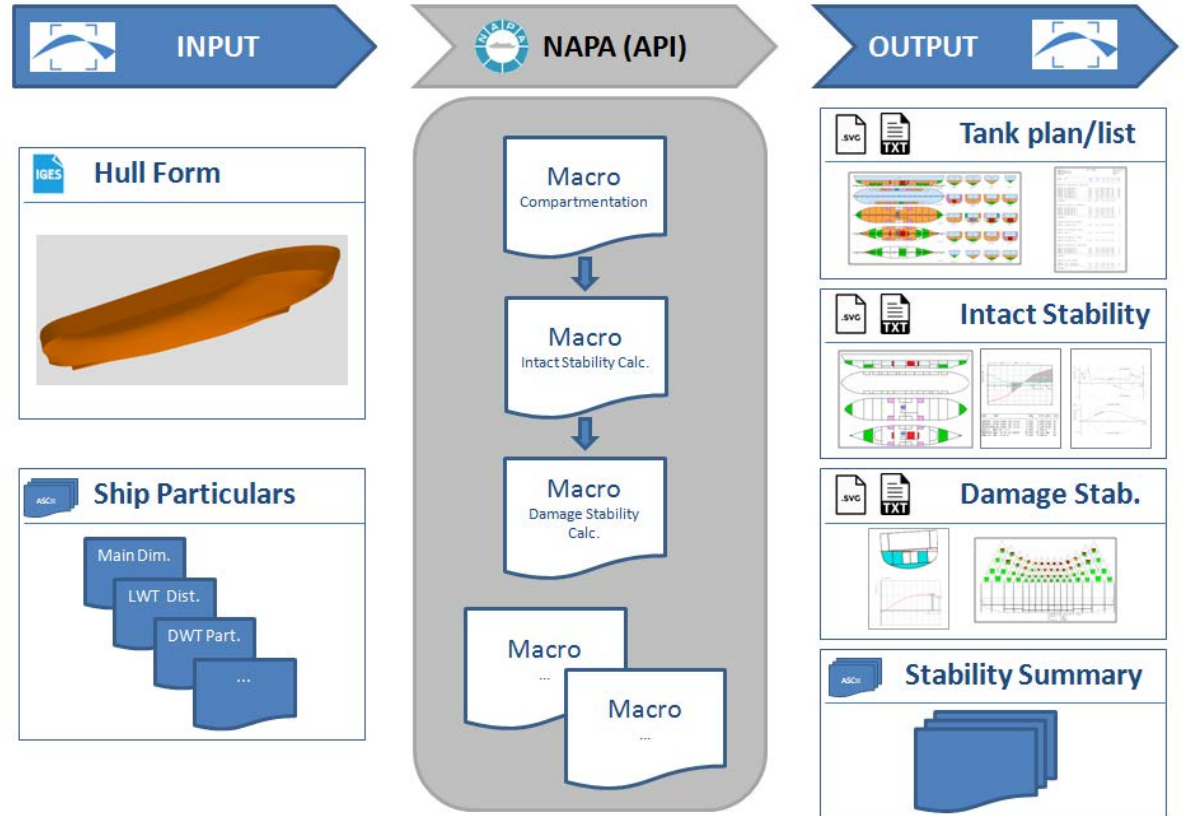 INPUT
IGES
Hull Form
ASCII
Ship Particulars
Main Dim.
LWT Dist.
DWT Part.
...
NAPA
NAPA (API)
Macro
Compartmentation
Macro
Intact Stability Calc.
Macro
Damage Stability
Calc.
Macro
...
Macro
...
OUTPUT
.SVG
TXT
Tank plan/list
.SVG
TXT
Intact Stability
.SVG
TXT
Damage Stab.
ASCII
Stability Summary